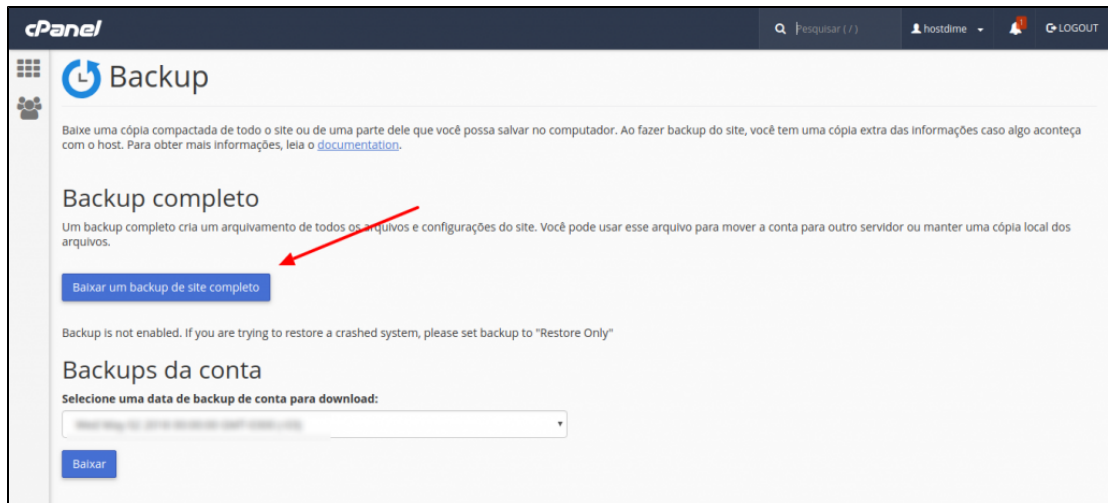 cPanel
Pesquisar ( / )
hostdime
!
LOGOUT
Backup
Baixe uma cópia compactada de todo o site ou de uma parte dele que você possa salvar no computador. Ao fazer backup do site, você tem uma cópia extra das informações caso algo aconteça
com o host. Para obter mais informações, leia o documentation.
Backup completo
Um backup completo cria um arquivamento de todos os arquivos e configurações do site. Você pode usar esse arquivo para mover a conta para outro servidor ou manter uma cópia local dos
arquivos.
Baixar um backup de site completo
Backup is not enabled. If you are trying to restore a crashed system, please set backup to "Restore Only"
Backups da conta
Selecione uma data de backup de conta para download:
Baixar